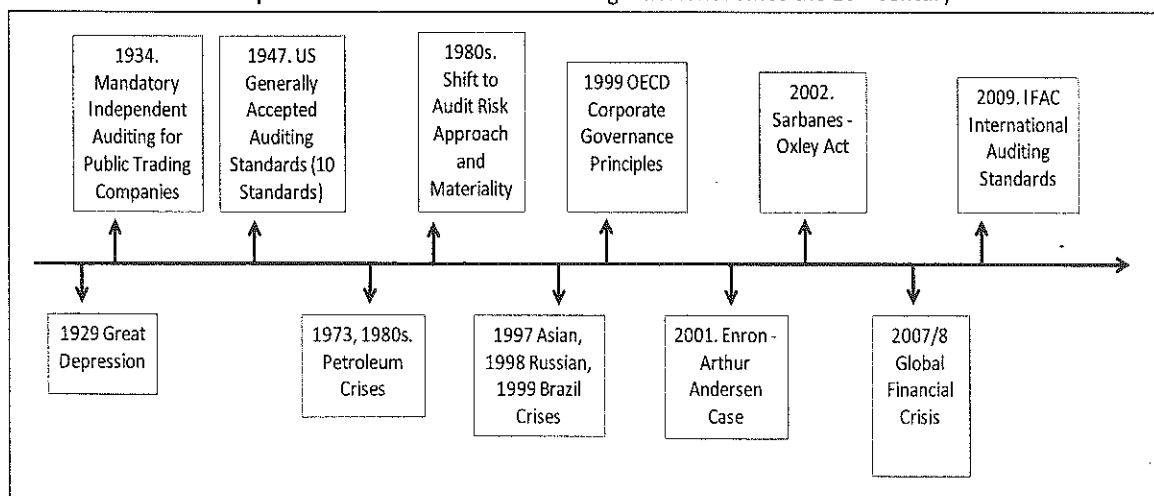 1934.
Mandatory
Independent
Auditing for
Public Trading
Companies
1947. US
Generally
Accepted
Auditing
Standards (10
Standards)
1980s.
Shift to
Audit Risk
Approach
and
Materiality
1999 OECD
Corporate
Governance
Principles
2002.
Sarbanes -
Oxley Act
2009. IFAC
International
Auditing
Standards
1929 Great
Depression
1973, 1980s.
Petroleum
Crises
1997 Asian,
1998 Russian,
1999 Brazil
Crises
2001. Enron -
Arthur
Andersen
Case
2007/8
Global
Financial
Crisis